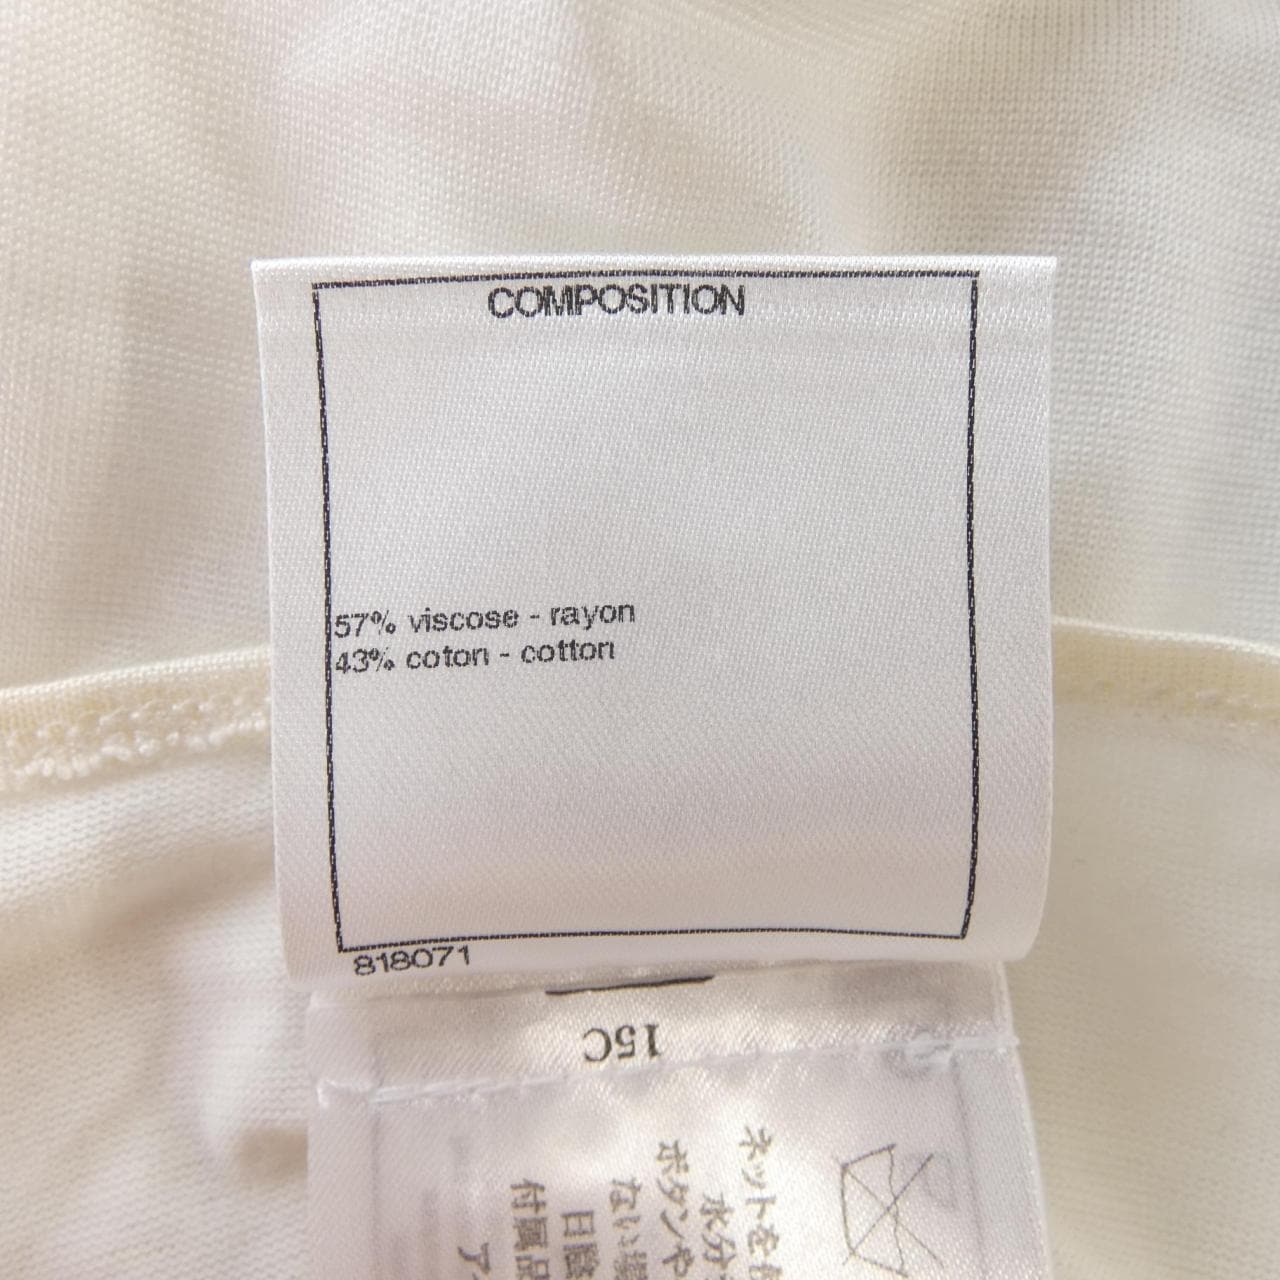 COMPOSITION
57% viscose - rayon
43% coton - cotton
818071
15C
ネットを
水分
ボタンや
ない場
日陰
付属品
ア